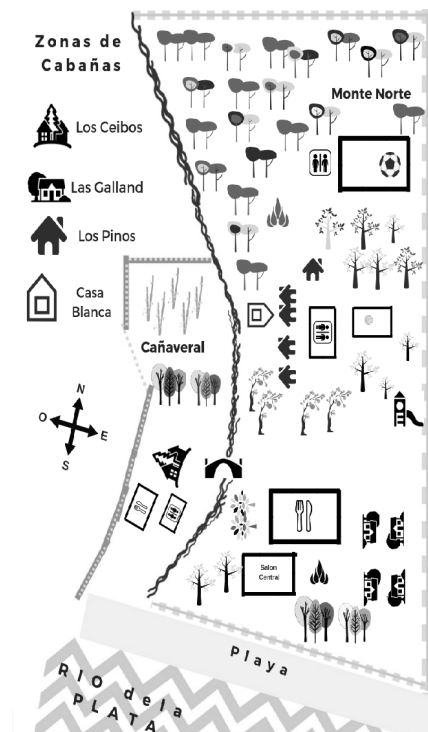 Zonas de
Cabañas
Los Ceibos
Las Galland
Los Pinos
Casa
Blanca
Monte Norte
Cañaveral
N
O
E
S
Salon
Central
Playa
RIO de la
PLATA